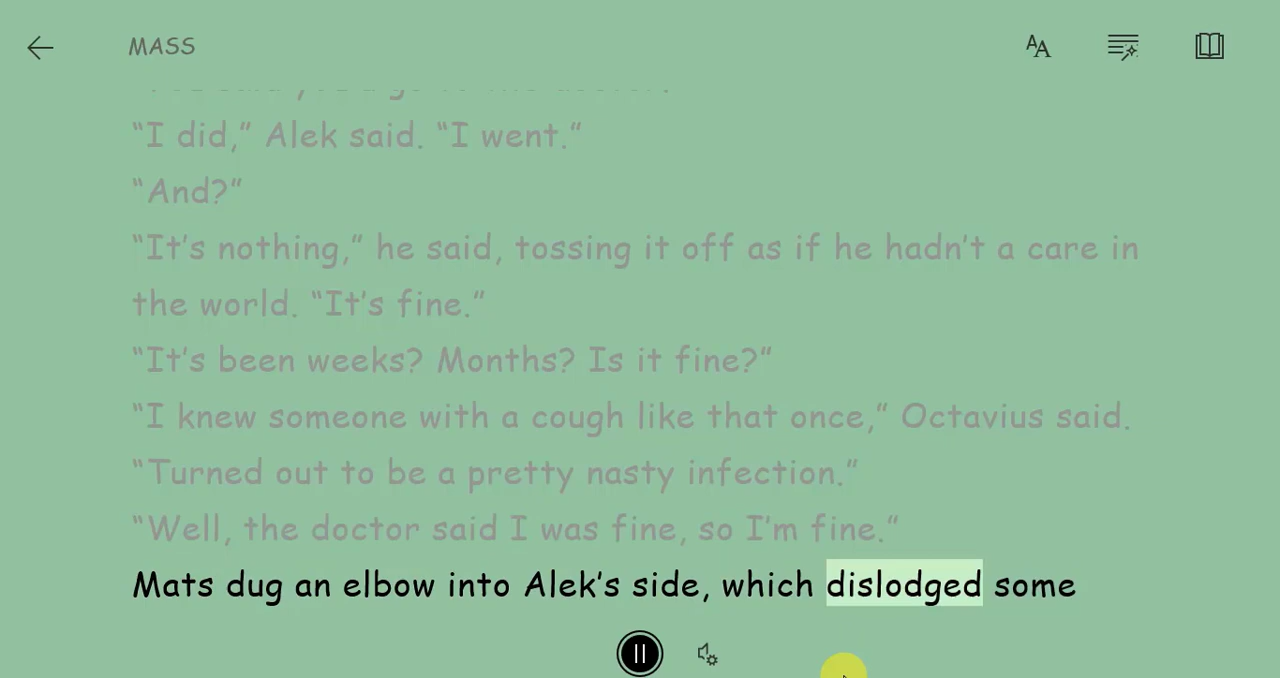 MASS
“I did,” Alek said. “I went.”
“And?”
“It’s nothing,” he said, tossing it off as if he hadn’t a care in
the world. “It’s fine.”
“It’s been weeks? Months? Is it fine?”
“I knew someone with a cough like that once,” Octavius said.
“Turned out to be a pretty nasty infection.”
“Well, the doctor said I was fine, so I’m fine.”
Mats dug an elbow into Alek’s side, which dislodged some